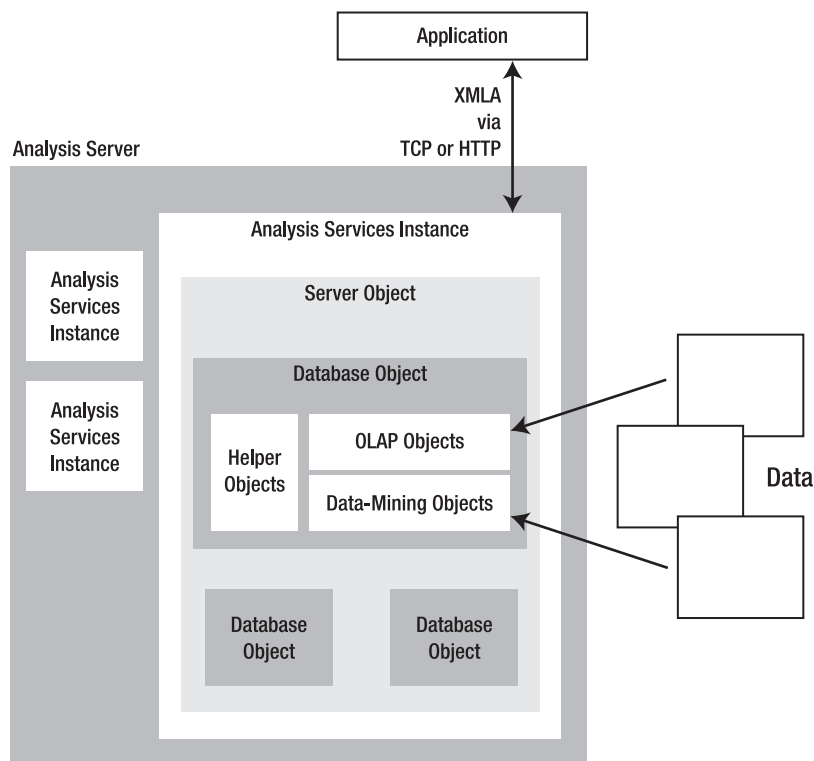 Application
XMLA
via
TCP or HTTP
Analysis Server
Analysis Services Instance
Analysis
Services
Instance
Server Object
Database Object
Analysis
Services
Instance
Helper
Objects
OLAP Objects
Data-Mining Objects
Data
Database
Object
Database
Object